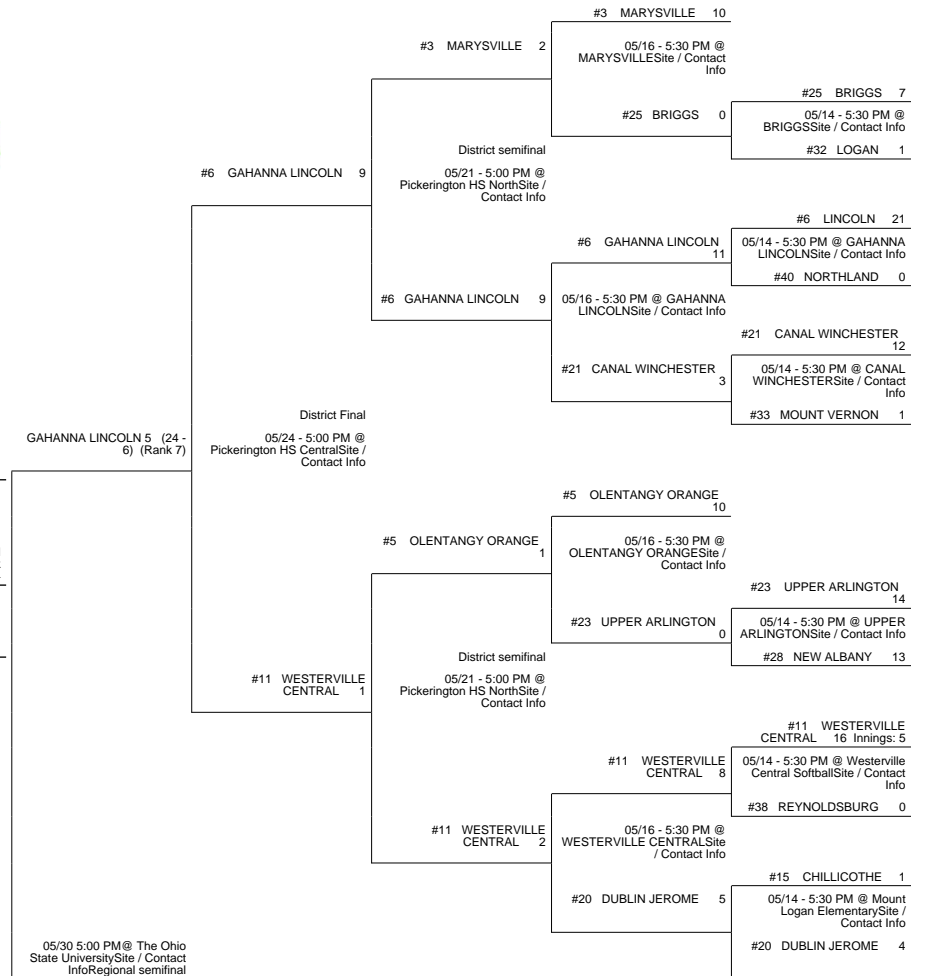 #3 MARYSVILLE 10
#3 MARYSVILLE 2
05/16 - 5:30 PM @
MARYSVILLESite / Contact
Info
#25 BRIGGS 7
#25 BRIGGS 0
05/14 - 5:30 PM @
BRIGGSSite / Contact Info
#32 LOGAN 1
District semifinal
05/21 - 5:00 PM @
Pickerington HS NorthSite /
Contact Info
#6 GAHANNA LINCOLN 9
#6 LINCOLN 21
#6 GAHANNA LINCOLN
11
05/14 - 5:30 PM @ GAHANNA
LINCOLNSite / Contact Info
#40 NORTHLAND 0
#6 GAHANNA LINCOLN 9
05/16 - 5:30 PM @ GAHANNA
LINCOLNSite / Contact Info
#21 CANAL WINCHESTER
12
#21 CANAL WINCHESTER
3
05/14 - 5:30 PM @ CANAL
WINCHESTERSite / Contact
Info
#33 MOUNT VERNON 1
District Final
05/24 - 5:00 PM @
Pickerington HS CentralSite /
Contact Info
GAHANNA LINCOLN 5 (24 -
6) (Rank 7)
#5 OLENTANGY ORANGE
10
#5 OLENTANGY ORANGE
1
05/16 - 5:30 PM @
OLENTANGY ORANGESite /
Contact Info
#23 UPPER ARLINGTON
14
#23 UPPER ARLINGTON
0
05/14 - 5:30 PM @ UPPER
ARLINGTONSite / Contact Info
#28 NEW ALBANY 13
District semifinal
05/21 - 5:00 PM @
Pickerington HS NorthSite /
Contact Info
#11 WESTERVILLE
CENTRAL 1
#11 WESTERVILLE
CENTRAL 16 Innings: 5
#11 WESTERVILLE
CENTRAL 8
05/14 - 5:30 PM @ Westerville
Central SoftballSite / Contact
Info
#38 REYNOLDSBURG 0
#11 WESTERVILLE
CENTRAL 2
05/16 - 5:30 PM @
WESTERVILLE CENTRALSite
/ Contact Info
#15 CHILLICOTHE 1
#20 DUBLIN JEROME 5
05/14 - 5:30 PM @ Mount
Logan ElementarySite /
Contact Info
#20 DUBLIN JEROME 4
05/30 5:00 PM@ The Ohio
State UniversitySite / Contact
InfoRegional semifinal